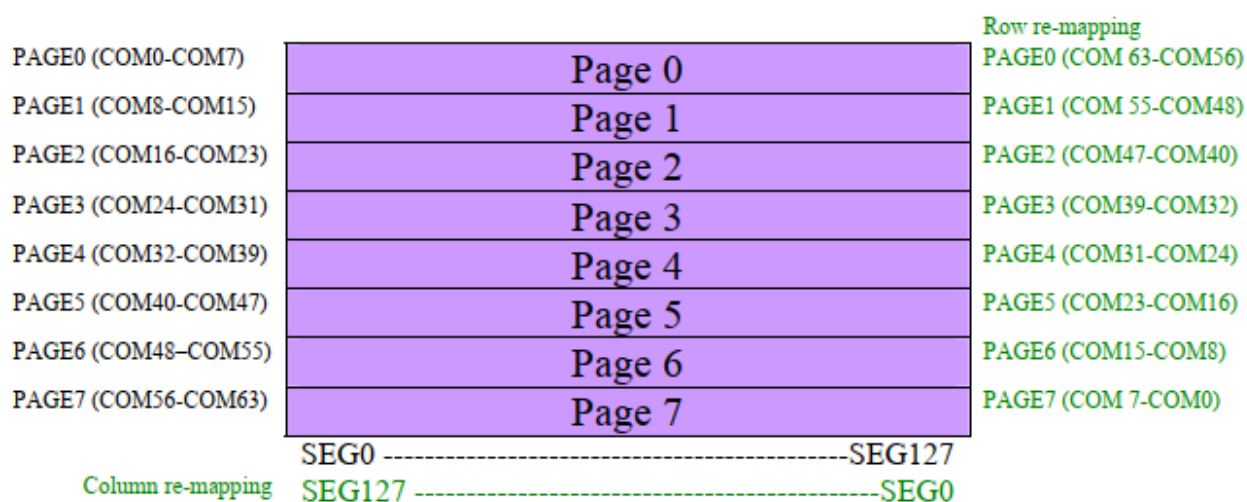 Row re-mapping
PAGE0 (COM0-COM7) Page 0 PAGE0 (COM 63-COM56)
PAGE1 (COM8-COM15) Page 1 PAGE1 (COM 55-COM48)
PAGE2 (COM16-COM23) Page 2 PAGE2 (COM47-COM40)
PAGE3 (COM24-COM31) Page 3 PAGE3 (COM39-COM32)
PAGE4 (COM32-COM39) Page 4 PAGE4 (COM31-COM24)
PAGE5 (COM40-COM47) Page 5 PAGE5 (COM23-COM16)
PAGE6 (COM48–COM55) Page 6 PAGE6 (COM15-COM8)
PAGE7 (COM56-COM63) Page 7 PAGE7 (COM 7-COM0)
SEG0 ---------------------------------------------SEG127
Column re-mapping SEG127 ---------------------------------------------SEG0